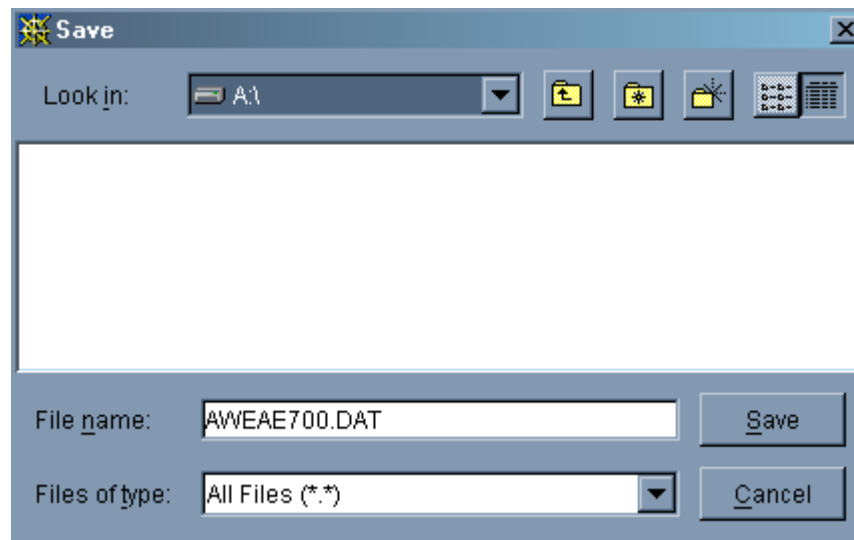 Save
Look in: A:\
File name: AWEAE700.DAT Save
Files of type: All Files (*.*) Cancel